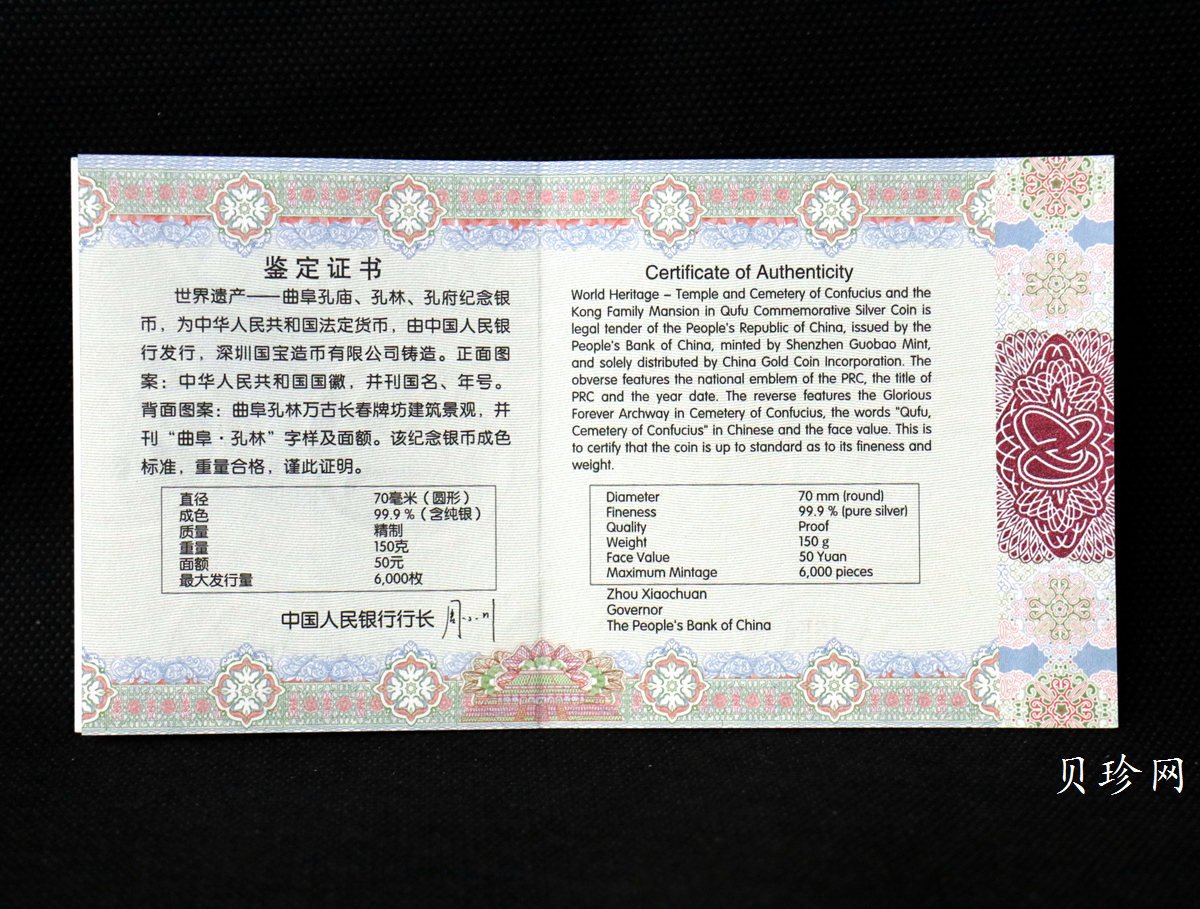 鉴定证书
世界遗产——曲阜孔庙、孔林、孔府纪念银
币，为中华人民共和国法定货币，由中国人民银
行发行，深圳国宝造币有限公司铸造。正面图
案：中华人民共和国国徽，并刊国名、年号。
背面图案：曲阜孔林万古长春牌坊建筑景观，并
刊“曲阜·孔林”字样及面额。该纪念银币成色
标准，重量合格，谨此证明。
直径 70毫米（圆形）
成色 99.9 %（含纯银）
质量 精制
重量 150克
面额 50元
最大发行量 6,000枚
中国人民银行行长
Certificate of Authenticity
World Heritage – Temple and Cemetery of Confucius and the
Kong Family Mansion in Qufu Commemorative Silver Coin is
legal tender of the People's Republic of China, issued by the
People's Bank of China, minted by Shenzhen Guobao Mint,
and solely distributed by China Gold Coin Incorporation. The
obverse features the national emblem of the PRC, the title of
PRC and the year date. The reverse features the Glorious
Forever Archway in Cemetery of Confucius, the words "Qufu,
Cemetery of Confucius" in Chinese and the face value. This is
to certify that the coin is up to standard as to its fineness and
weight.
Diameter 70 mm (round)
Fineness 99.9 % (pure silver)
Quality Proof
Weight 150 g
Face Value 50 Yuan
Maximum Mintage 6,000 pieces
Zhou Xiaochuan
Governor
The People's Bank of China
贝珍网